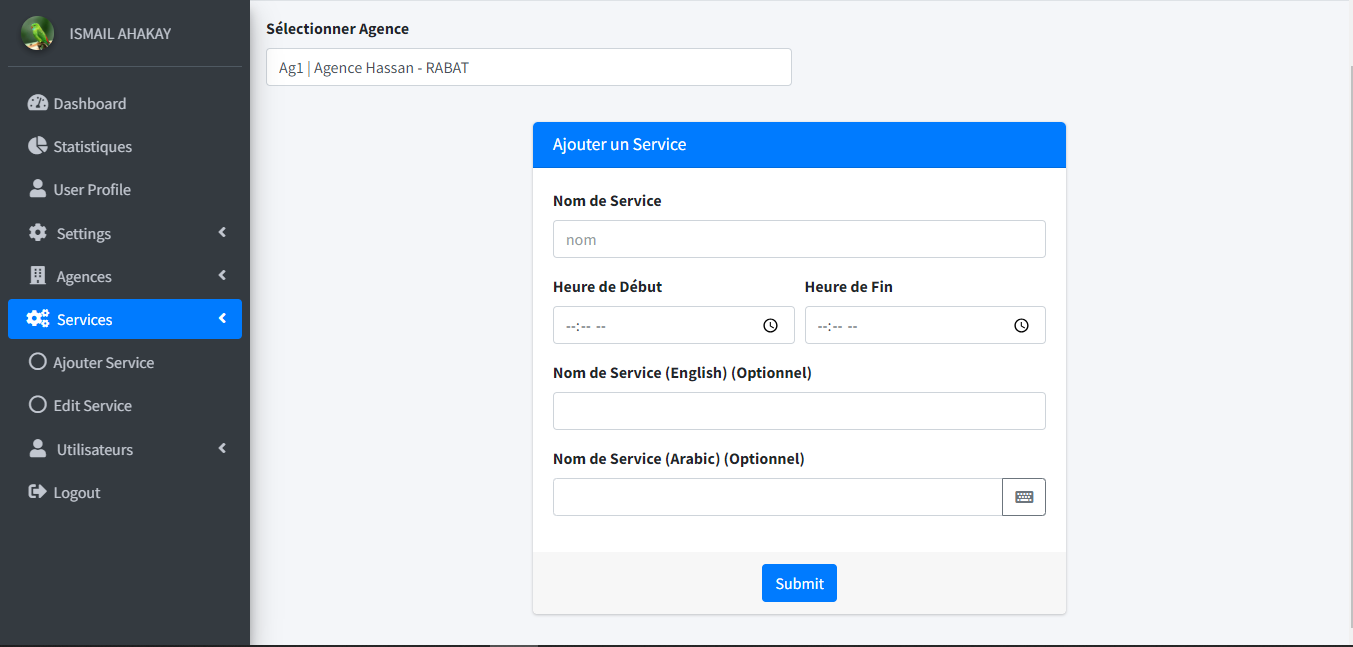 ISMAIL AHAKAY
Dashboard
Statistiques
User Profile
Settings
Agences
Services
Ajouter Service
Edit Service
Utilisateurs
Logout
Sélectionner Agence
Ag1 | Agence Hassan - RABAT
Ajouter un Service
Nom de Service
nom
Heure de Début Heure de Fin
--:-- -- --:-- --
Nom de Service (English) (Optionnel)
Nom de Service (Arabic) (Optionnel)
Submit